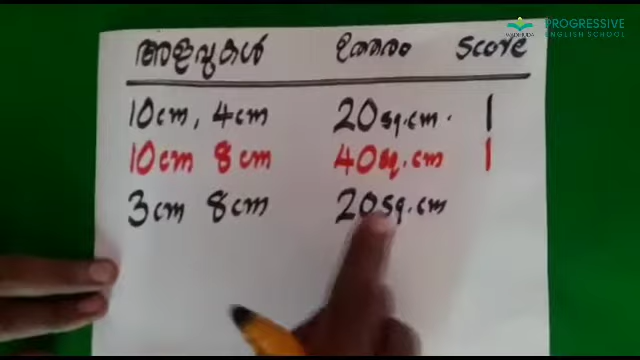 PROGRESSIVE
ENGLISH SCHOOL
അളവുകൾ ഉത്തരം Score
10cm, 4cm 20sq.cm. 1
10cm 8cm 40sq.cm 1
3cm 8cm 20sq.cm